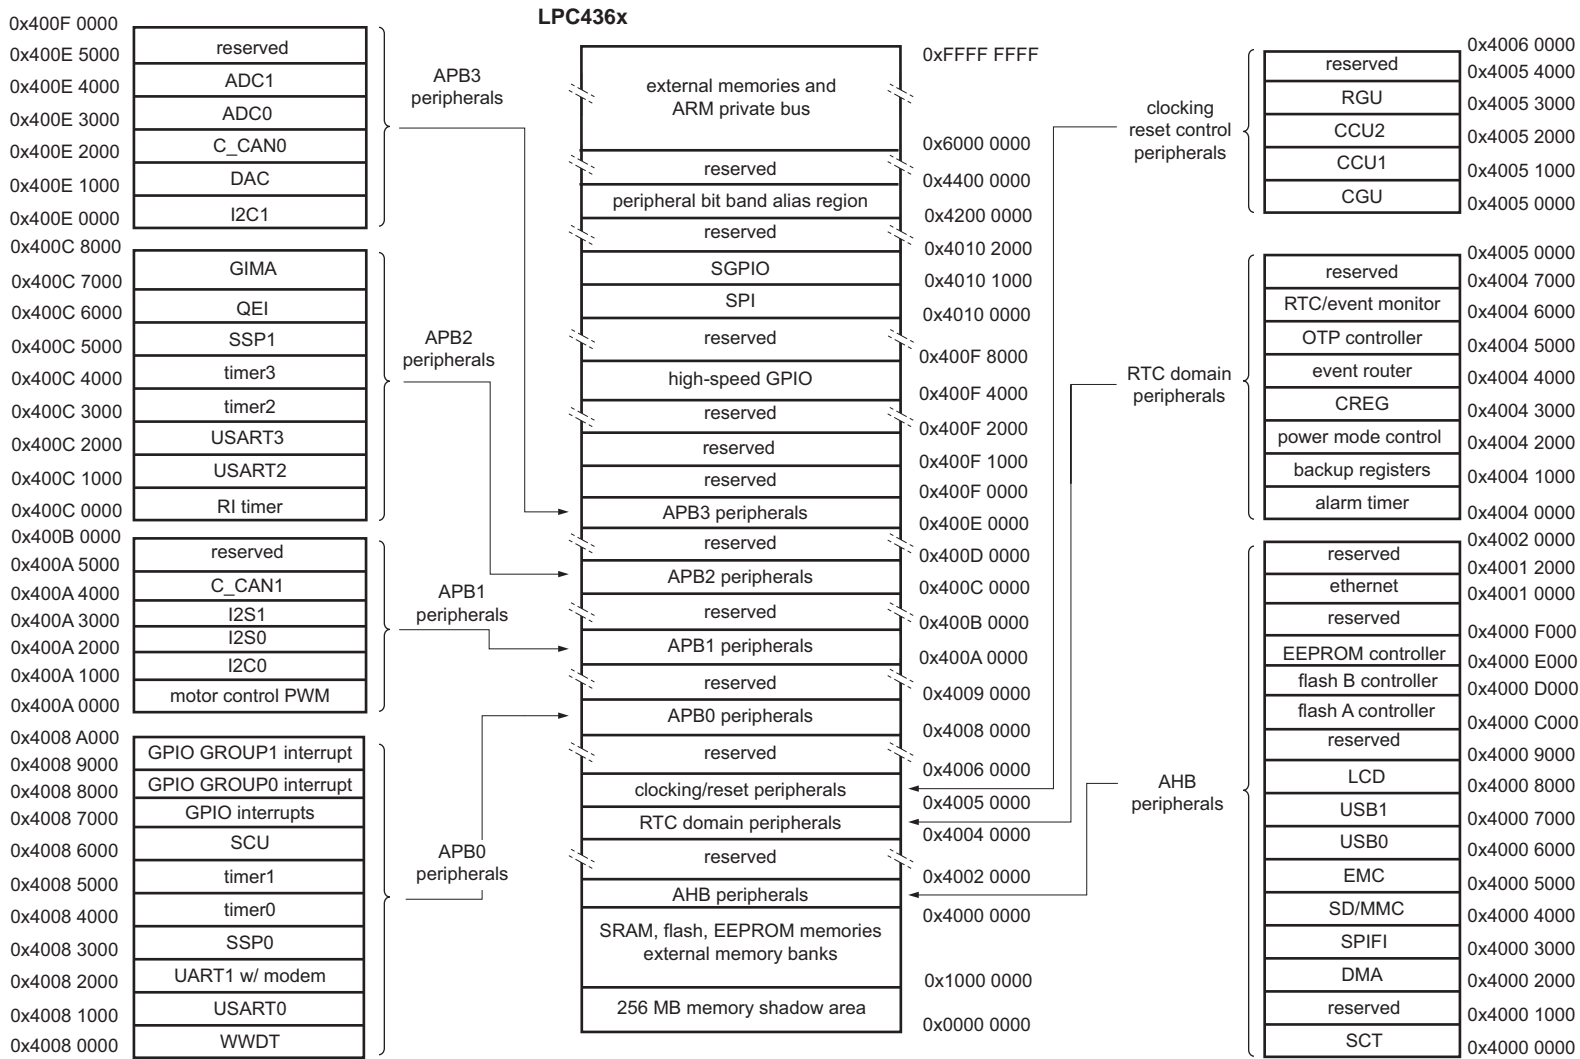 LPC436x
0x400F 0000
reserved
0x400E 5000
ADC1
0x400E 4000
ADC0
0x400E 3000
C_CAN0
0x400E 2000
DAC
0x400E 1000
I2C1
0x400E 0000
APB3
peripherals
0x400C 8000
GIMA
0x400C 7000
QEI
0x400C 6000
SSP1
0x400C 5000
timer3
0x400C 4000
timer2
0x400C 3000
USART3
0x400C 2000
USART2
0x400C 1000
RI timer
0x400C 0000
APB2
peripherals
0x400B 0000
reserved
0x400A 5000
C_CAN1
0x400A 4000
I2S1
0x400A 3000
I2S0
0x400A 2000
I2C0
0x400A 1000
motor control PWM
0x400A 0000
APB1
peripherals
0x4008 A000
GPIO GROUP1 interrupt
0x4008 9000
GPIO GROUP0 interrupt
0x4008 8000
GPIO interrupts
0x4008 7000
SCU
0x4008 6000
timer1
0x4008 5000
timer0
0x4008 4000
SSP0
0x4008 3000
UART1 w/ modem
0x4008 2000
USART0
0x4008 1000
WWDT
0x4008 0000
APB0
peripherals
0xFFFF FFFF
external memories and
ARM private bus
0x6000 0000
reserved
0x4400 0000
peripheral bit band alias region
0x4200 0000
reserved
0x4010 2000
SGPIO
0x4010 1000
SPI
0x4010 0000
reserved
0x400F 8000
high-speed GPIO
0x400F 4000
reserved
0x400F 2000
reserved
0x400F 1000
reserved
0x400F 0000
APB3 peripherals
0x400E 0000
reserved
0x400D 0000
APB2 peripherals
0x400C 0000
reserved
0x400B 0000
APB1 peripherals
0x400A 0000
reserved
0x4009 0000
APB0 peripherals
0x4008 0000
reserved
0x4006 0000
clocking/reset peripherals
0x4005 0000
RTC domain peripherals
0x4004 0000
reserved
0x4002 0000
AHB peripherals
0x4000 0000
SRAM, flash, EEPROM memories
external memory banks
0x1000 0000
256 MB memory shadow area
0x0000 0000
clocking
reset control
peripherals
0x4006 0000
reserved
0x4005 4000
RGU
0x4005 3000
CCU2
0x4005 2000
CCU1
0x4005 1000
CGU
0x4005 0000
RTC domain
peripherals
0x4005 0000
reserved
0x4004 7000
RTC/event monitor
0x4004 6000
OTP controller
0x4004 5000
event router
0x4004 4000
CREG
0x4004 3000
power mode control
0x4004 2000
backup registers
0x4004 1000
alarm timer
0x4004 0000
AHB
peripherals
0x4002 0000
reserved
0x4001 2000
ethernet
0x4001 0000
reserved
0x4000 F000
EEPROM controller
0x4000 E000
flash B controller
0x4000 D000
flash A controller
0x4000 C000
reserved
0x4000 9000
LCD
0x4000 8000
USB1
0x4000 7000
USB0
0x4000 6000
EMC
0x4000 5000
SD/MMC
0x4000 4000
SPIFI
0x4000 3000
DMA
0x4000 2000
reserved
0x4000 1000
SCT
0x4000 0000